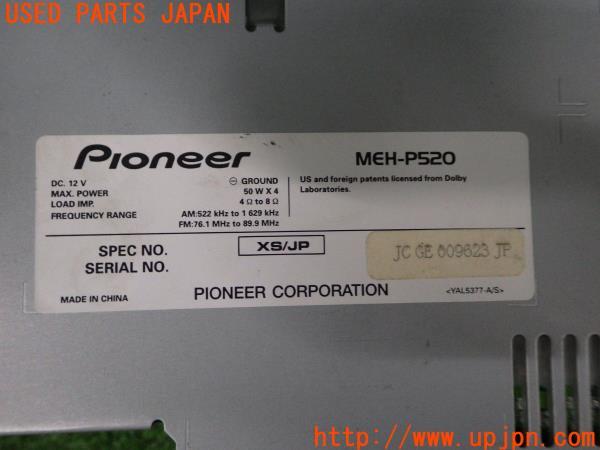 USED PARTS JAPAN
Pioneer MEH-P520
DC. 12 V ⊖ GROUND
MAX. POWER 50 W X 4
LOAD IMP. 4 Ω to 8 Ω
FREQUENCY RANGE AM:522 kHz to 1 629 kHz
FM:76.1 MHz to 89.9 MHz
US and foreign patents licensed from Dolby
Laboratories.
SPEC NO. XS/JP
SERIAL NO. JC GE 009623 JP
MADE IN CHINA PIONEER CORPORATION <YAL5377-A/S>
http://www.upjpn.com/